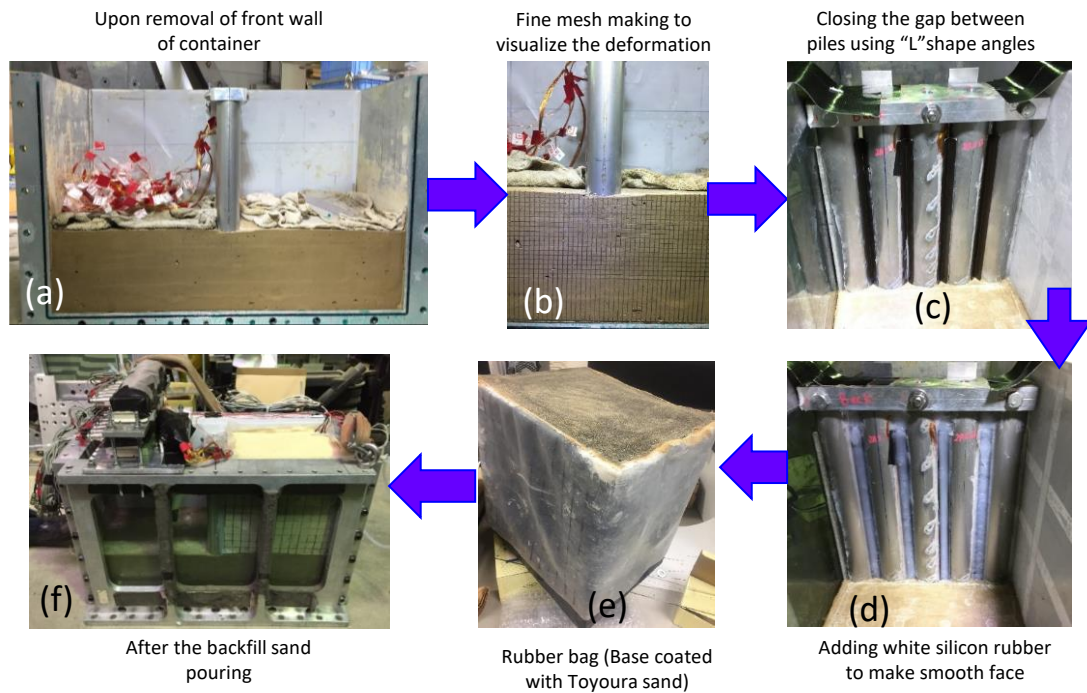 Upon removal of front wall
of container
Fine mesh making to
visualize the deformation
Closing the gap between
piles using “L”shape angles
(a)
(b)
(c)
(f)
(e)
(d)
After the backfill sand
pouring
Rubber bag (Base coated
with Toyoura sand)
Adding white silicon rubber
to make smooth face
Back